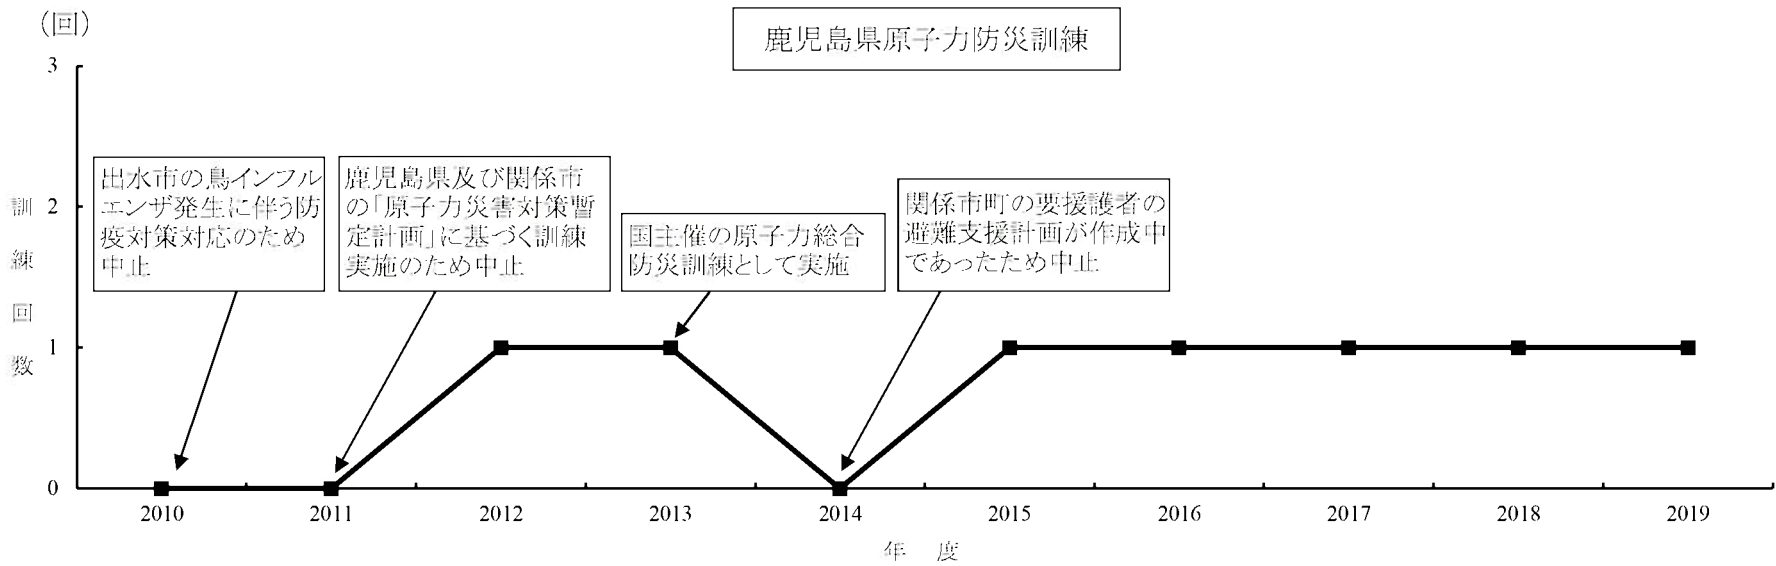 鹿児島県原子力防災訓練
(回)
3
2
1
0
訓練回数
出水市の鳥インフル
エンザ発生に伴う防
疫対策対応のため
中止
鹿児島県及び関係市
の「原子力災害対策暫
定計画」に基づく訓練
実施のため中止
国主催の原子力総合
防災訓練として実施
関係市町の要援護者の
避難支援計画が作成中
であったため中止
2010 2011 2012 2013 2014 2015 2016 2017 2018 2019
年 度